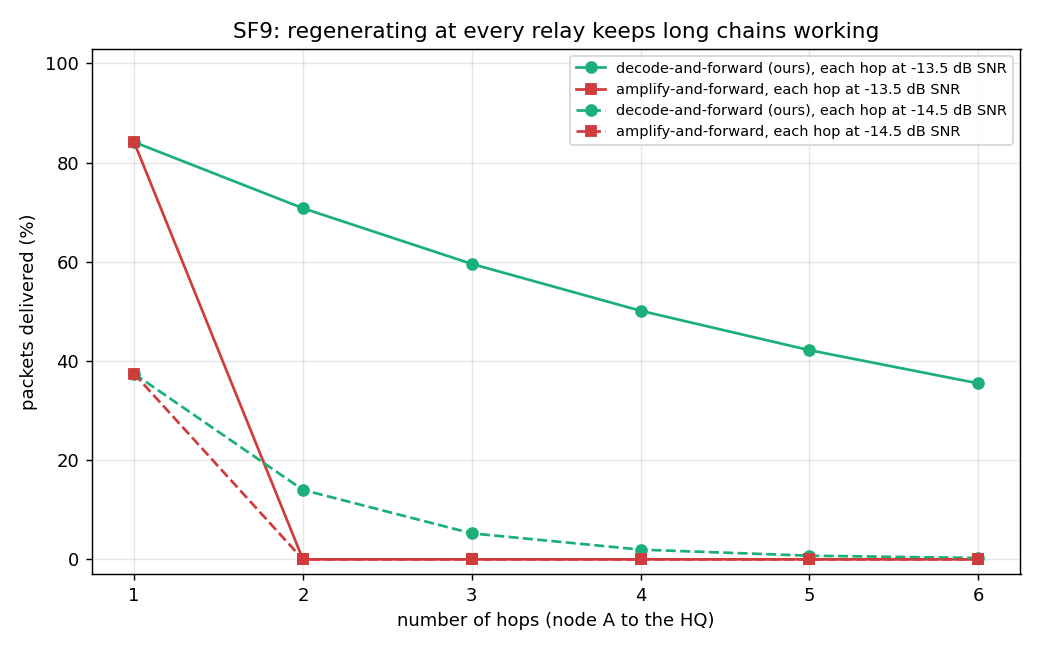 SF9: regenerating at every relay keeps long chains working
decode-and-forward (ours), each hop at -13.5 dB SNR
amplify-and-forward, each hop at -13.5 dB SNR
decode-and-forward (ours), each hop at -14.5 dB SNR
amplify-and-forward, each hop at -14.5 dB SNR
packets delivered (%)
100
80
60
40
20
0
1 2 3 4 5 6
number of hops (node A to the HQ)